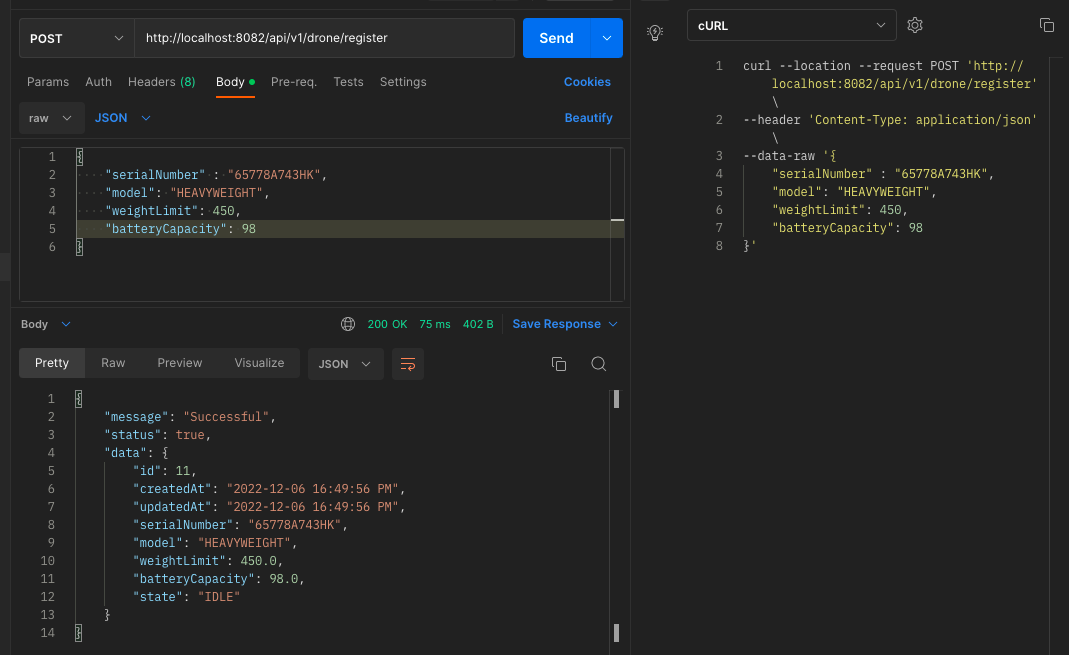 POST http://localhost:8082/api/v1/drone/register Send
Params Auth Headers (8) Body Pre-req. Tests Settings Cookies
raw JSON Beautify
1 {
2 "serialNumber" : "65778A743HK",
3 "model": "HEAVYWEIGHT",
4 "weightLimit": 450,
5 "batteryCapacity": 98
6 }
Body 200 OK 75 ms 402 B Save Response
Pretty Raw Preview Visualize JSON
1 {
2 "message": "Successful",
3 "status": true,
4 "data": {
5 "id": 11,
6 "createdAt": "2022-12-06 16:49:56 PM",
7 "updatedAt": "2022-12-06 16:49:56 PM",
8 "serialNumber": "65778A743HK",
9 "model": "HEAVYWEIGHT",
10 "weightLimit": 450.0,
11 "batteryCapacity": 98.0,
12 "state": "IDLE"
13 }
14 }
cURL
1 curl --location --request POST 'http://
localhost:8082/api/v1/drone/register'
\
2 --header 'Content-Type: application/json'
\
3 --data-raw '{
4 "serialNumber" : "65778A743HK",
5 "model": "HEAVYWEIGHT",
6 "weightLimit": 450,
7 "batteryCapacity": 98
8 }'